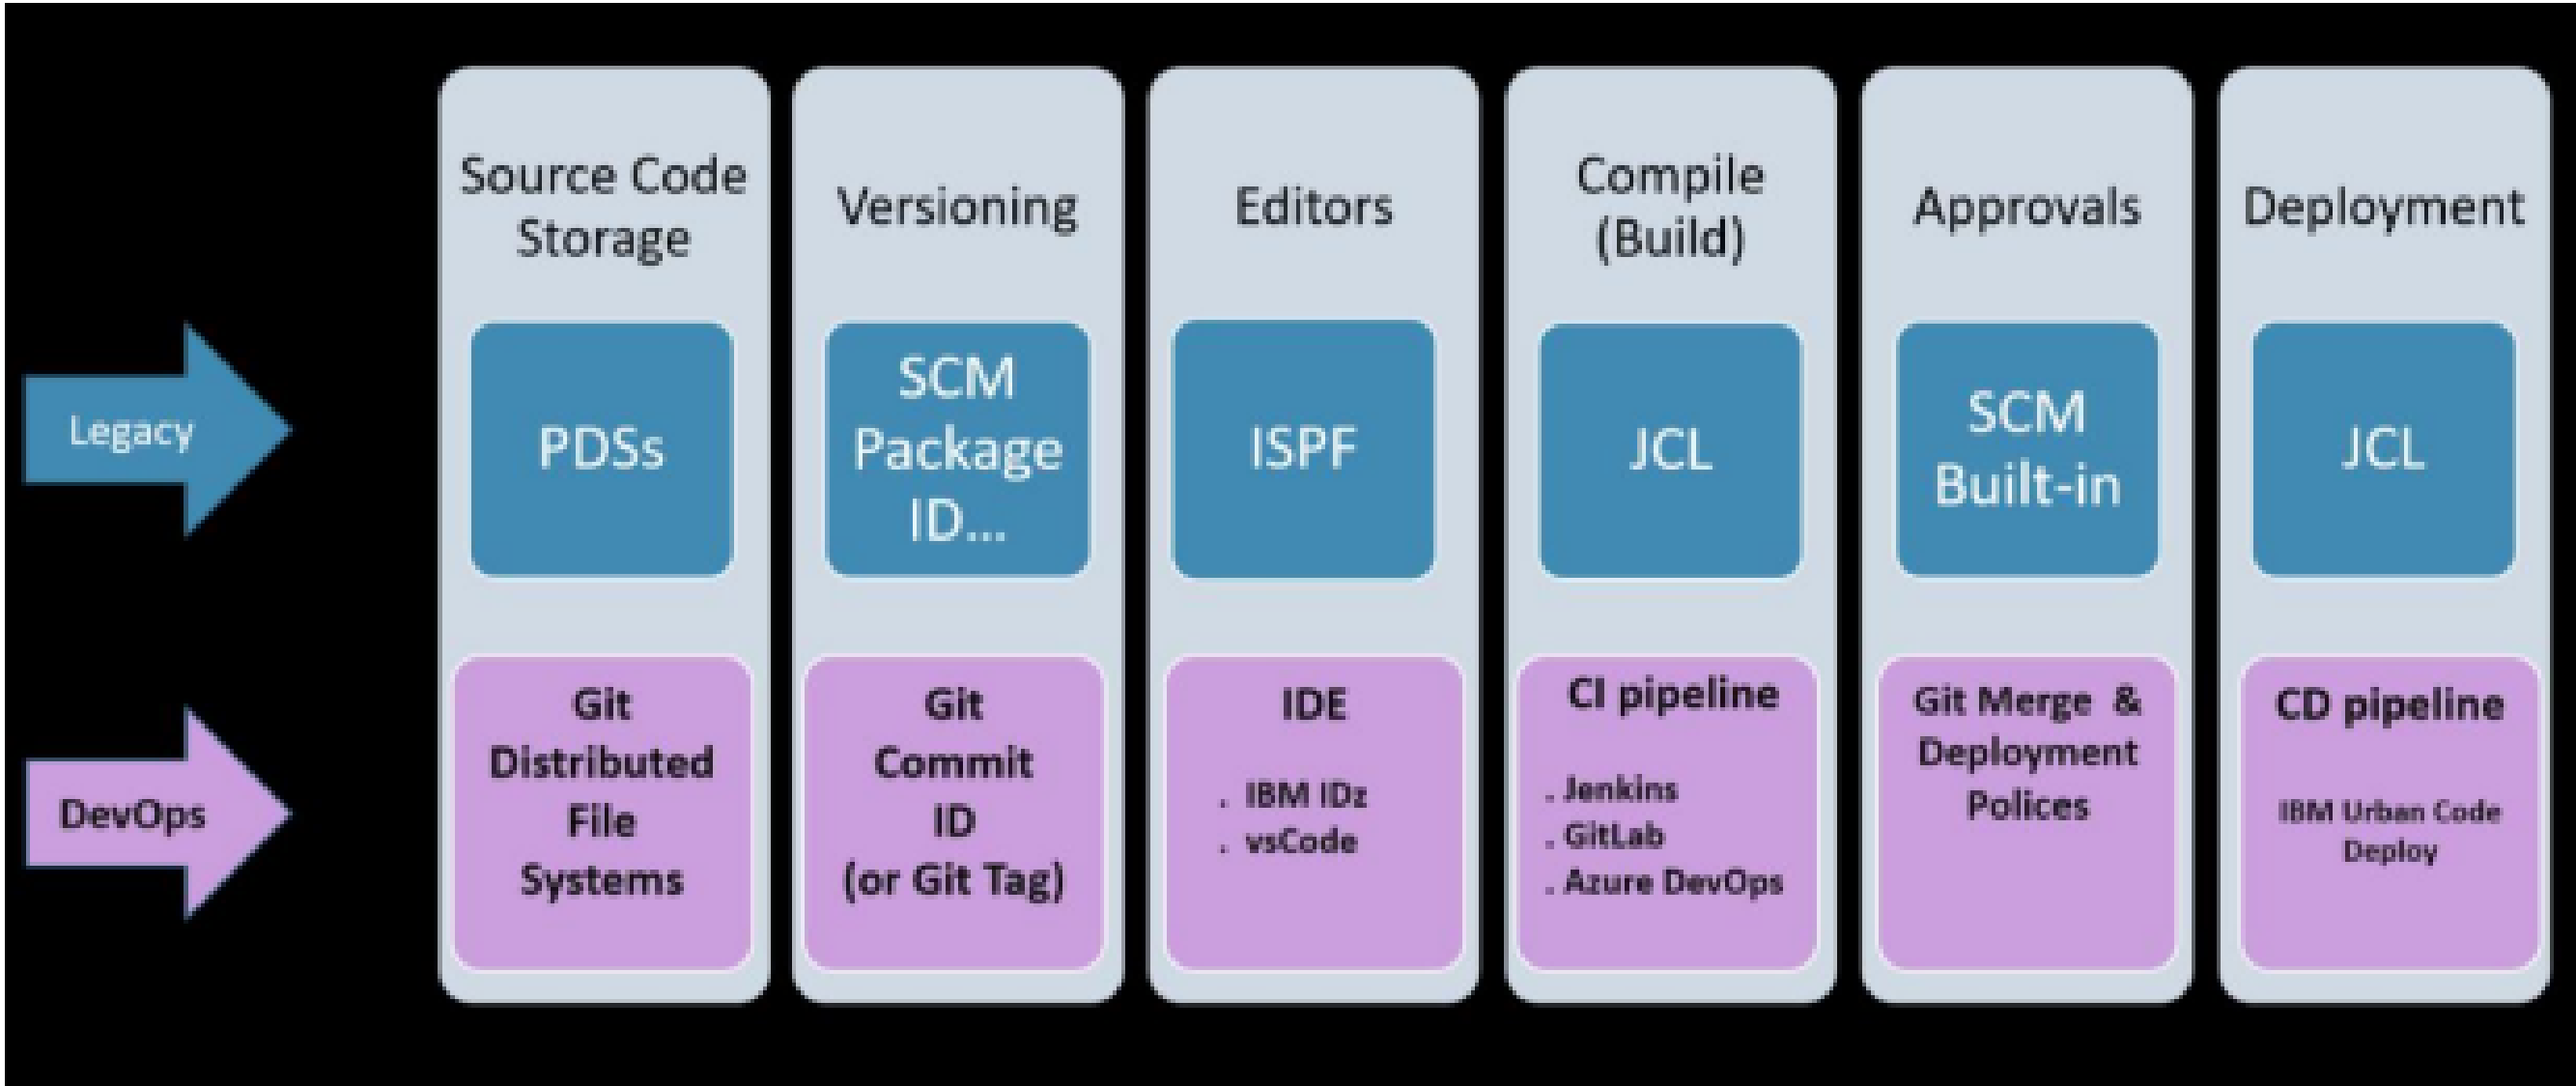 Source Code
Storage
Versioning
Editors
Compile
(Build)
Approvals
Deployment
Legacy
PDSs
SCM
Package
ID...
ISPF
JCL
SCM
Built-in
JCL
DevOps
Git
Distributed
File
Systems
Git
Commit
ID
(or Git Tag)
IDE
. IBM IDz
. vsCode
CI pipeline
. Jenkins
. GitLab
. Azure DevOps
Git Merge &
Deployment
Polices
CD pipeline
IBM Urban Code
Deploy